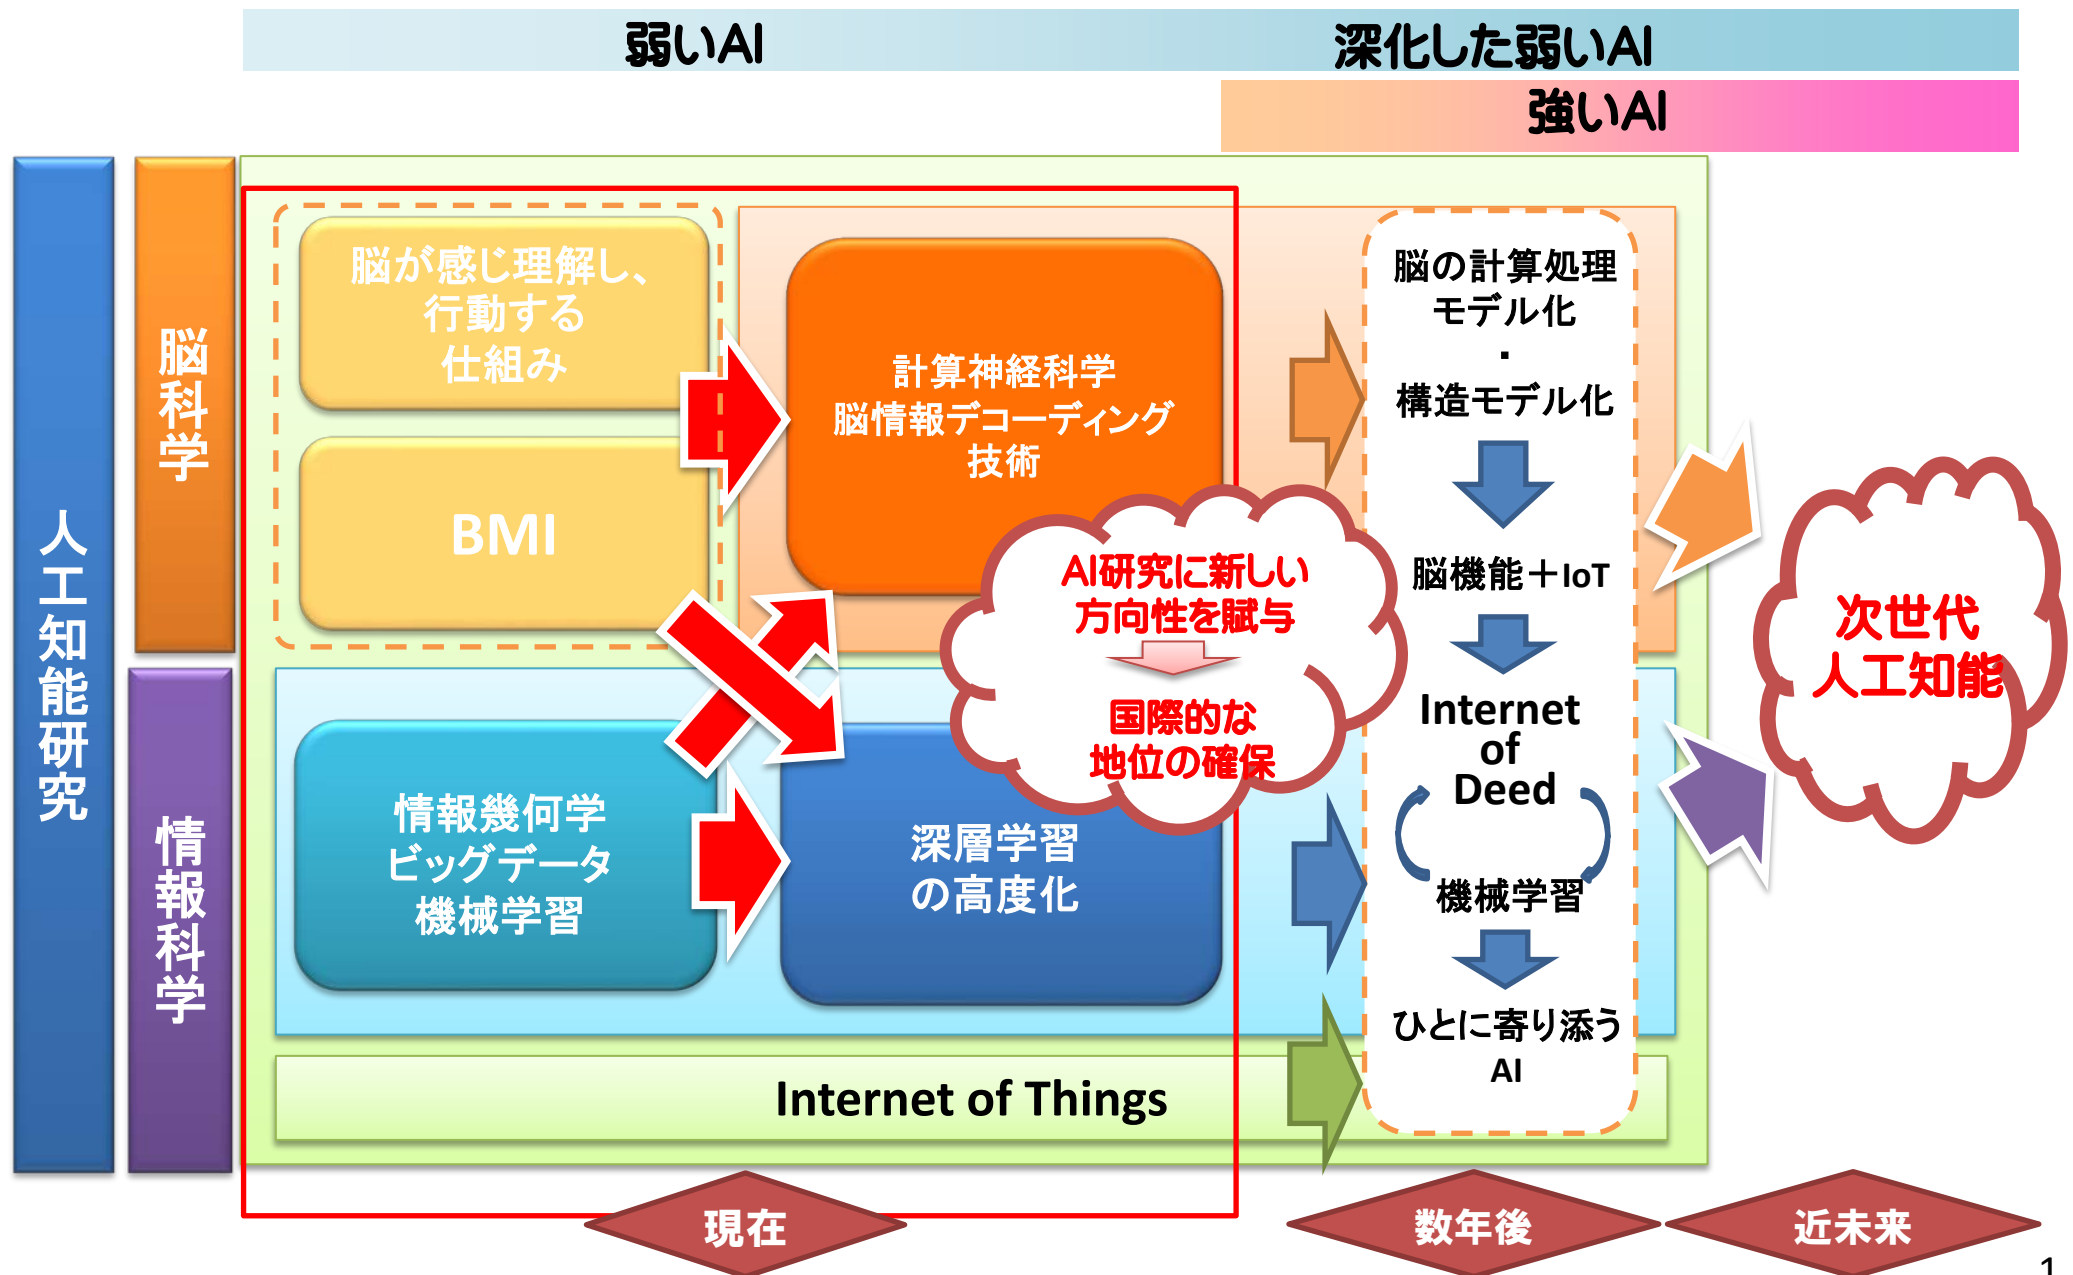 弱いAI
深化した弱いAI
強いAI
人工知能研究
脳科学
情報科学
脳が感じ理解し、
行動する
仕組み
BMI
計算神経科学
脳情報デコーディング
技術
情報幾何学
ビッグデータ
機械学習
深層学習
の高度化
AI研究に新しい
方向性を賦与
国際的な
地位の確保
脳の計算処理
モデル化
・
構造モデル化
脳機能＋IoT
Internet
of
Deed
機械学習
ひとに寄り添う
AI
次世代
人工知能
Internet of Things
現在
数年後
近未来
1